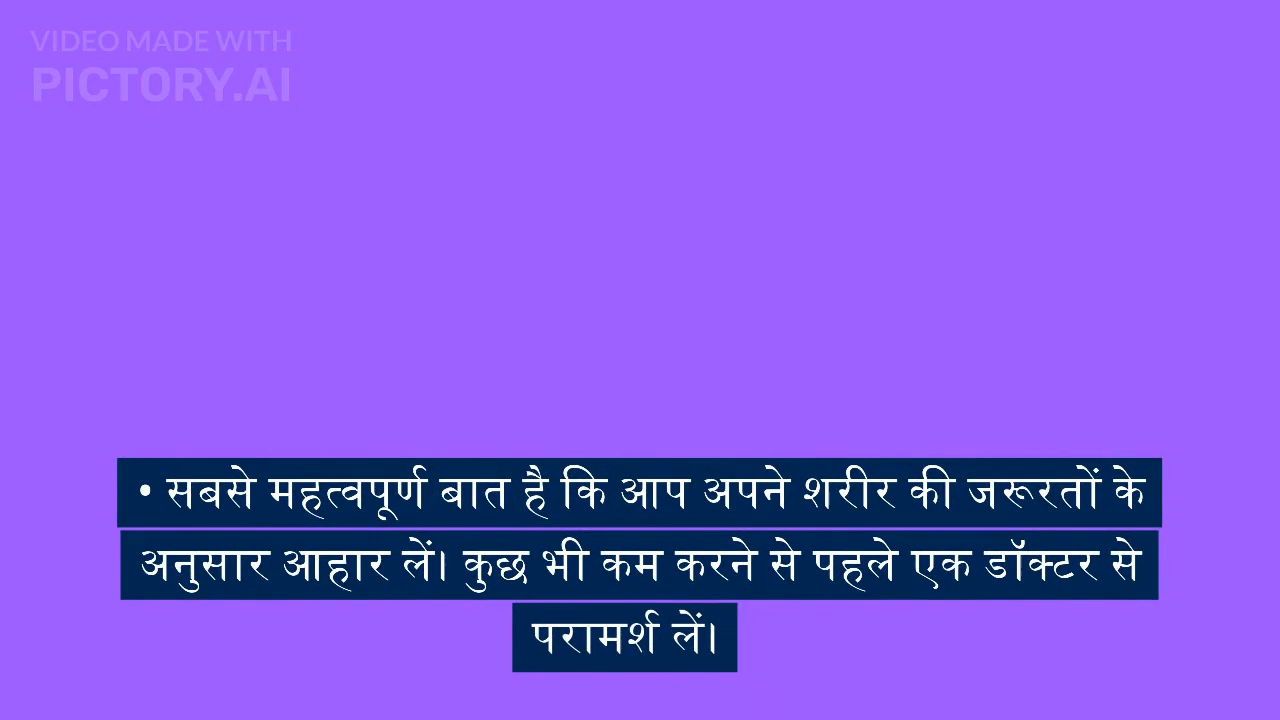 VIDEO MADE WITH
PICTORY.AI
• सबसे महत्वपूर्ण बात है कि आप अपने शरीर की जरूरतों के
अनुसार आहार लें। कुछ भी कम करने से पहले एक डॉक्टर से
परामर्श लें।